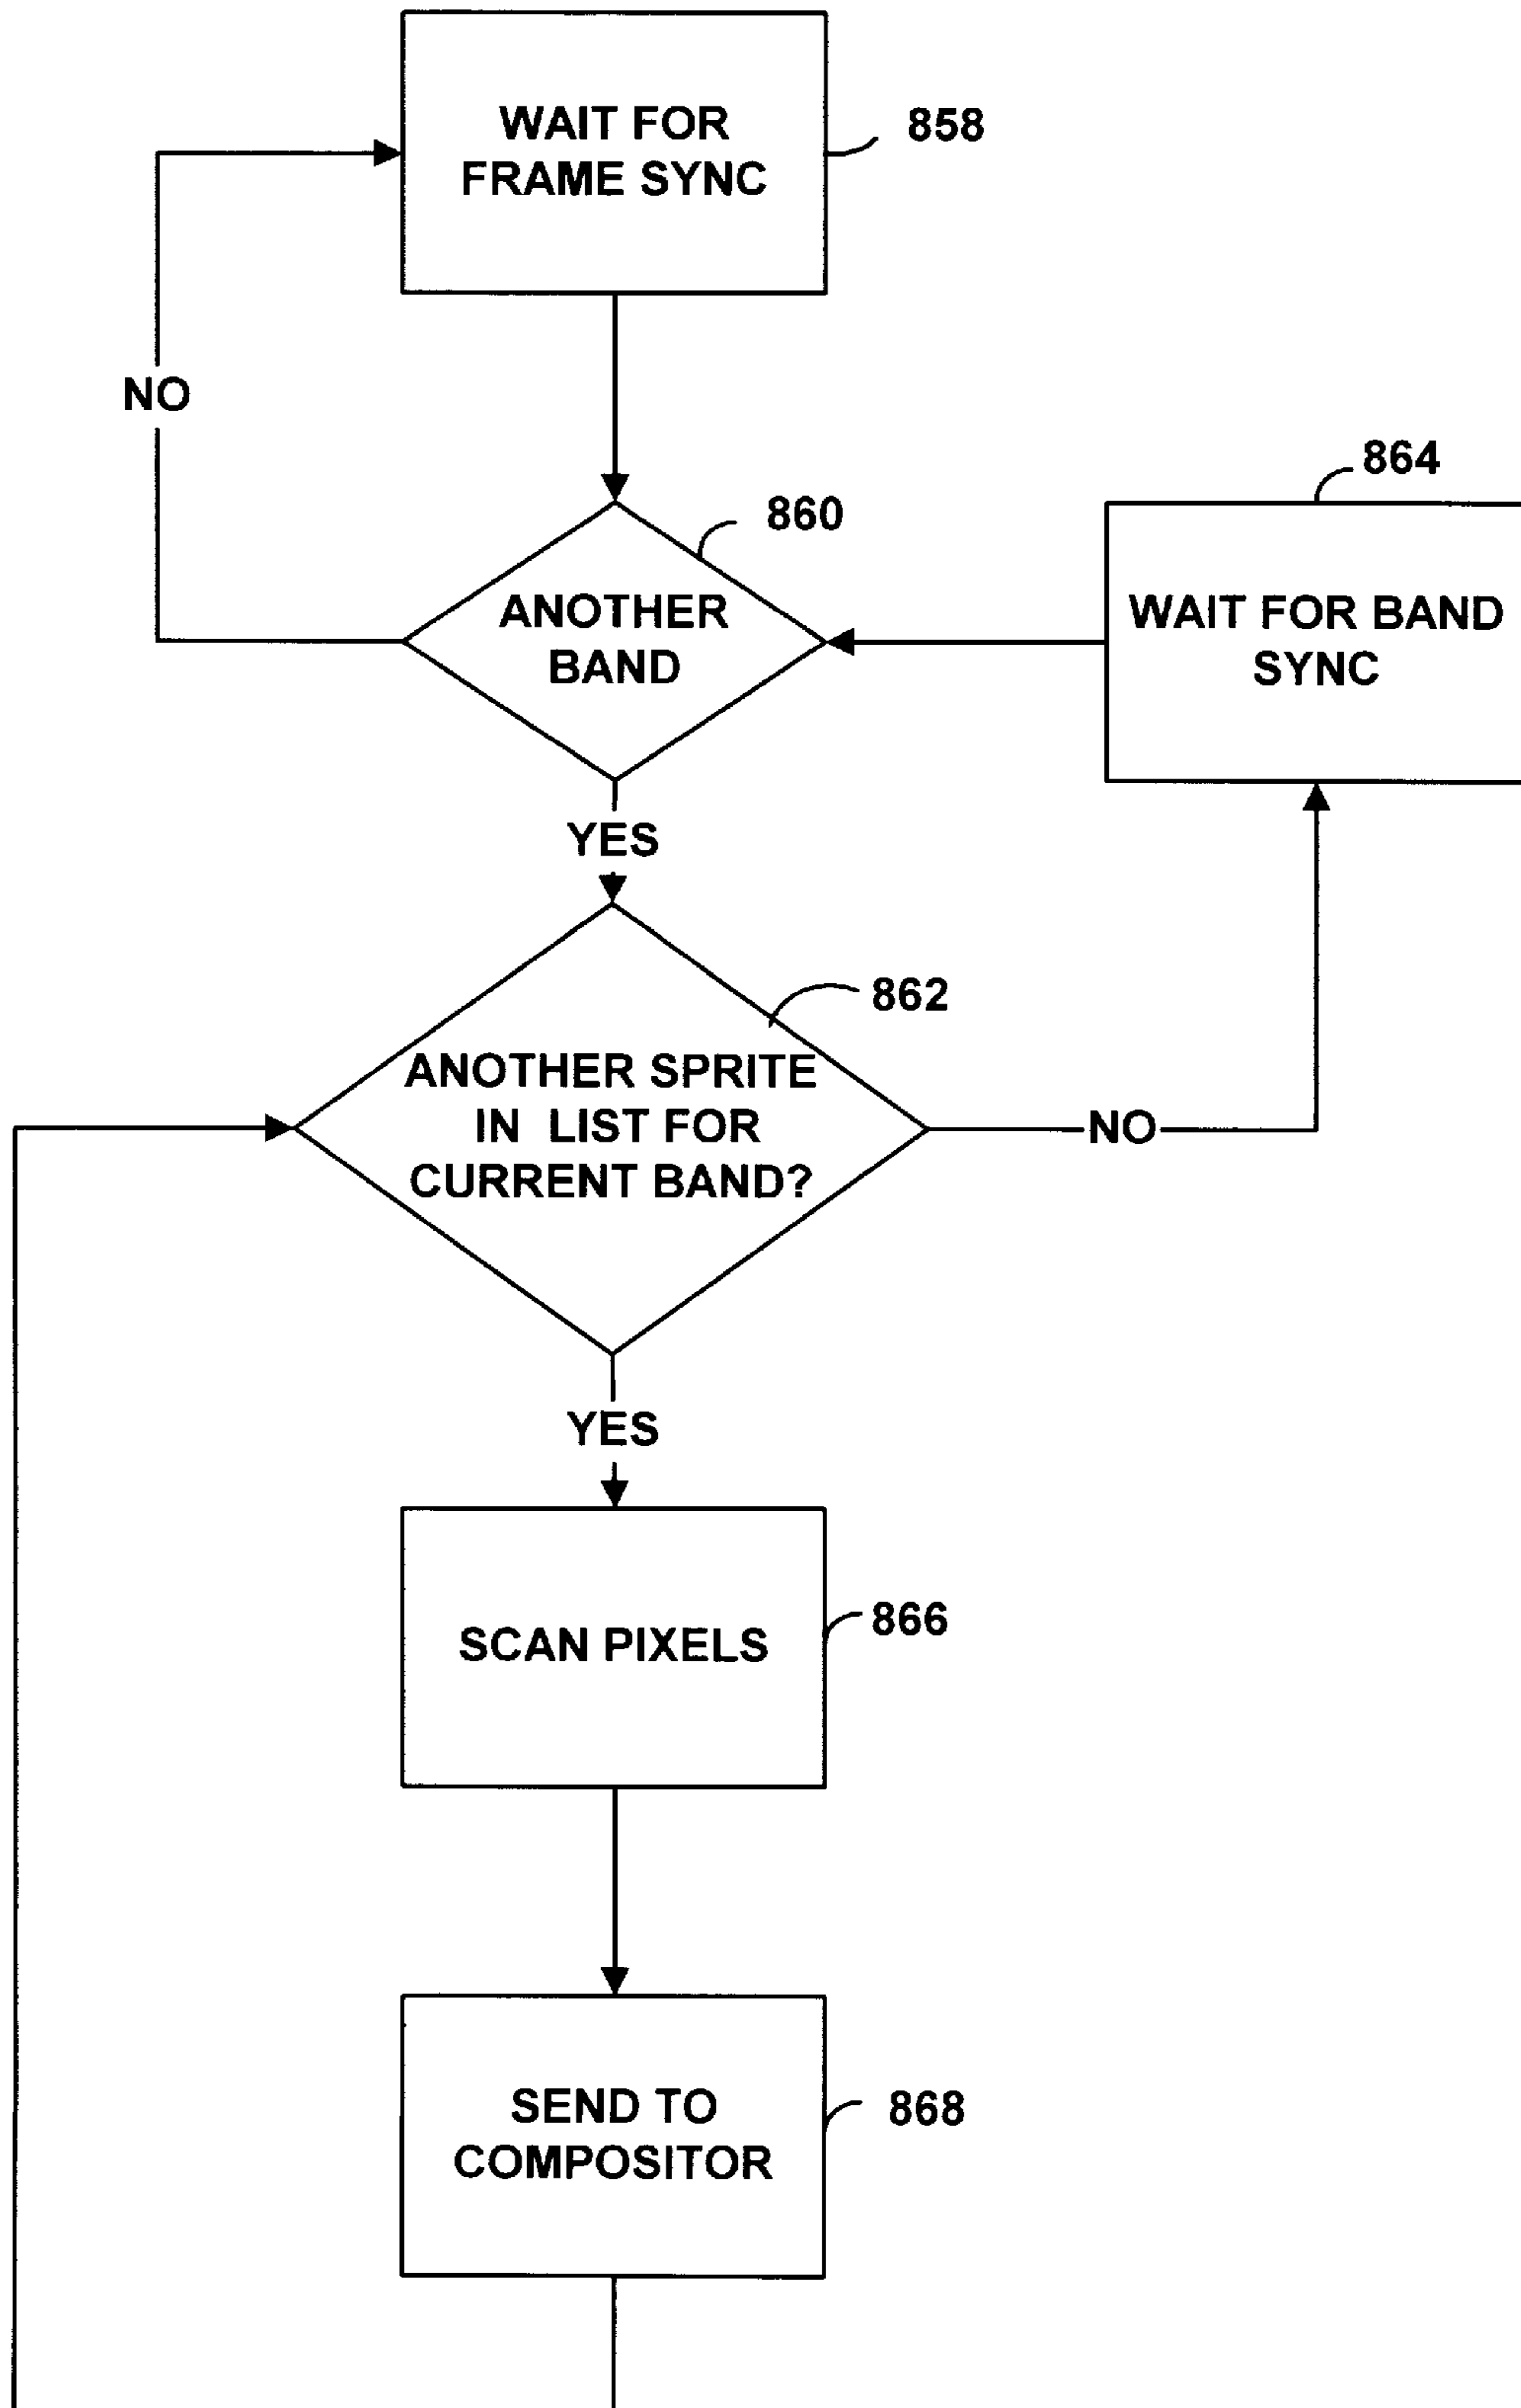 WAIT FOR
FRAME SYNC
858
NO
864
860
ANOTHER
BAND
WAIT FOR BAND
SYNC
YES
862
ANOTHER SPRITE
IN LIST FOR
CURRENT BAND?
NO
YES
866
SCAN PIXELS
868
SEND TO
COMPOSITOR